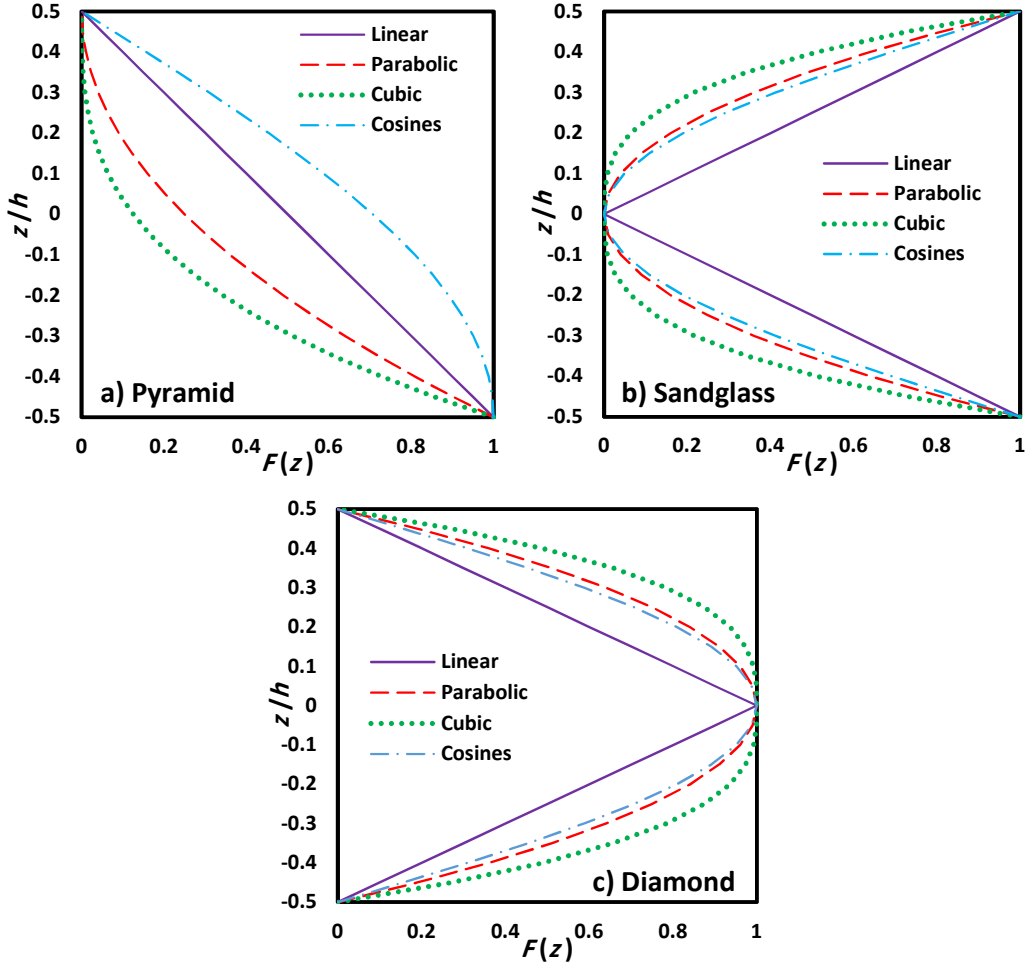 0.5
0.4
0.3
0.2
0.1
0
-0.1
-0.2
-0.3
-0.4
-0.5
z/h
Linear
Parabolic
Cubic
Cosines
a) Pyramid
0 0.2 0.4 0.6 0.8 1
F(z)
0.5
0.4
0.3
0.2
0.1
0
-0.1
-0.2
-0.3
-0.4
-0.5
z/h
Linear
Parabolic
Cubic
Cosines
b) Sandglass
0 0.2 0.4 0.6 0.8 1
F(z)
0.5
0.4
0.3
0.2
0.1
0
-0.1
-0.2
-0.3
-0.4
-0.5
z/h
Linear
Parabolic
Cubic
Cosines
c) Diamond
0 0.2 0.4 0.6 0.8 1
F(z)